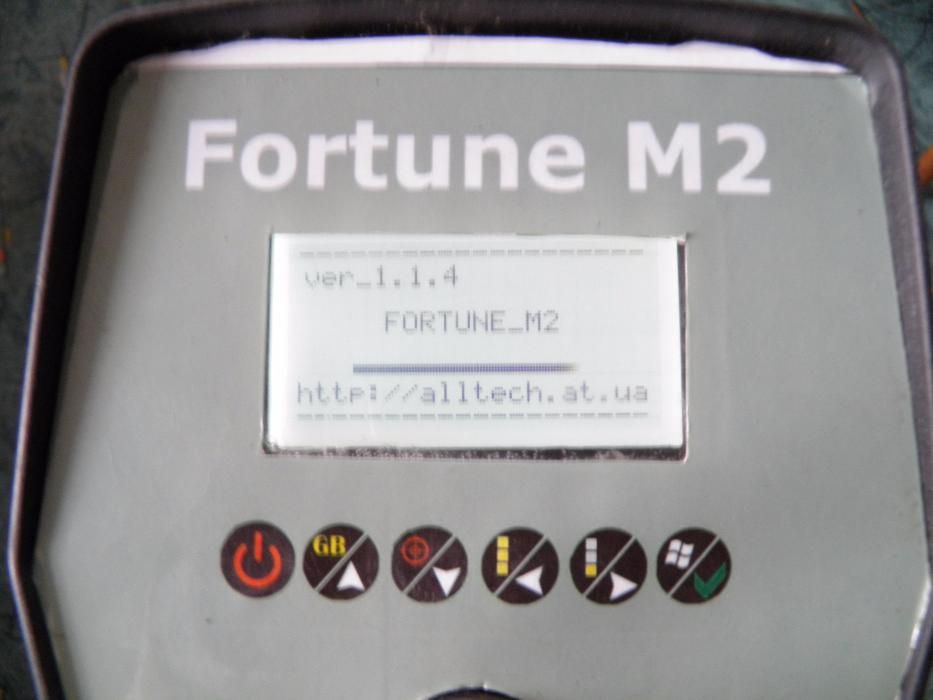 Fortune M2
ver_1.1.4
FORTUNE_M2
http://alltech.at.ua
GB